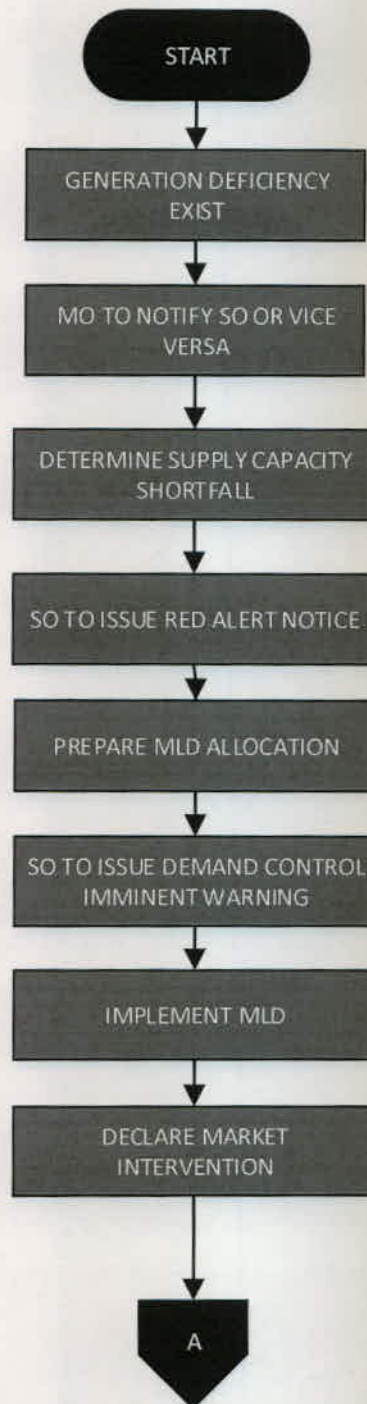 START
GENERATION DEFICIENCY
EXIST
MO TO NOTIFY SO OR VICE
VERSA
DETERMINE SUPPLY CAPACITY
SHORTFALL
SO TO ISSUE RED ALERT NOTICE
PREPARE MLD ALLOCATION
SO TO ISSUE DEMAND CONTROL
IMMINENT WARNING
IMPLEMENT MLD
DECLARE MARKET
INTERVENTION
A